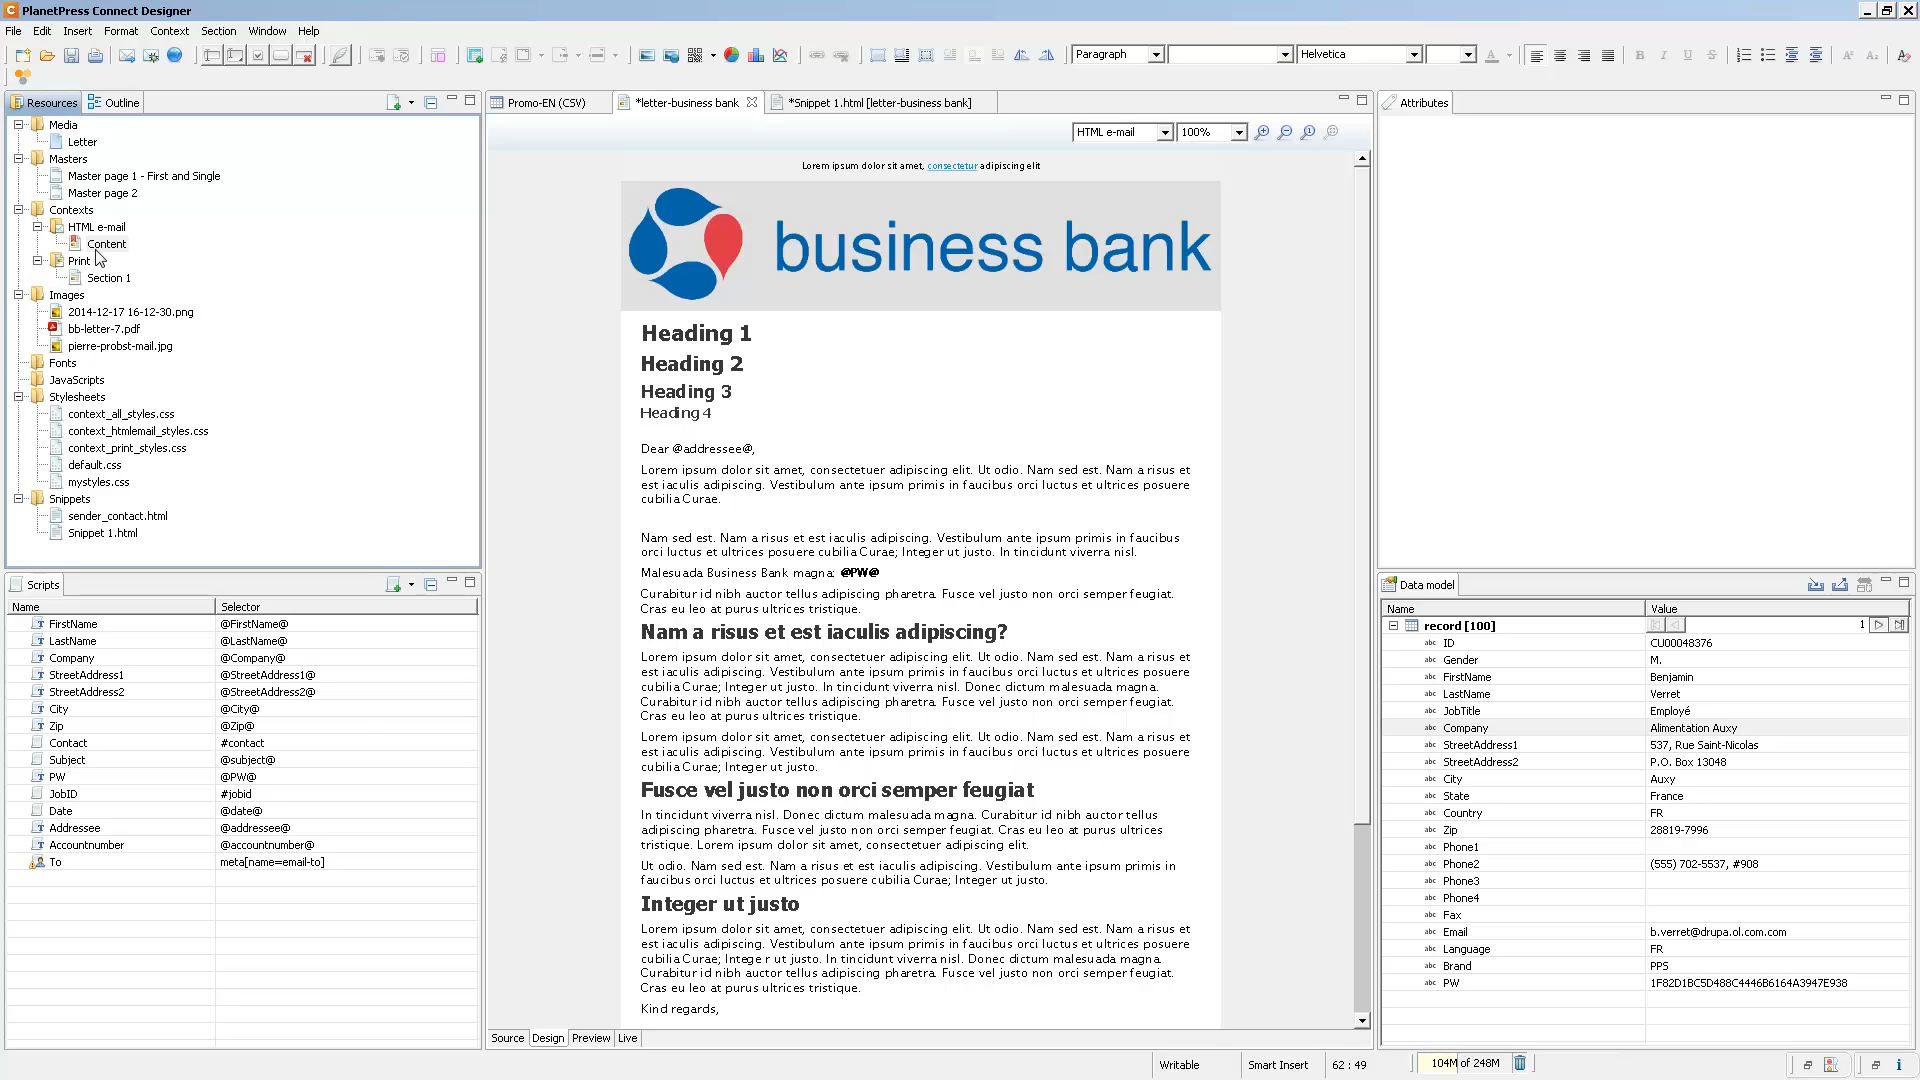 PlanetPress Connect Designer
File Edit Insert Format Context Section Window Help
Paragraph Helvetica
Resources Outline
Media
Letter
Masters
Master page 1 - First and Single
Master page 2
Contexts
HTML e-mail
Content
Print
Section 1
Images
2014-12-17 16-12-30.png
bb-letter-7.pdf
pierre-probst-mail.jpg
Fonts
JavaScripts
Stylesheets
context_all_styles.css
context_htmlemail_styles.css
context_print_styles.css
default.css
mystyles.css
Snippets
sender_contact.html
Snippet 1.html
Scripts
Name Selector
FirstName @FirstName@
LastName @LastName@
Company @Company@
StreetAddress1 @StreetAddress1@
StreetAddress2 @StreetAddress2@
City @City@
Zip @Zip@
Contact #contact
Subject @subject@
PW @PW@
JobID #jobid
Date @date@
Addressee @addressee@
Accountnumber @accountnumber@
To meta[name=email-to]
Promo-EN (CSV) *letter-business bank *Snippet 1.html [letter-business bank]
HTML e-mail 100%
Lorem ipsum dolor sit amet, consectetur adipiscing elit
business bank
Heading 1
Heading 2
Heading 3
Heading 4
Dear @addressee@,
Lorem ipsum dolor sit amet, consectetuer adipiscing elit. Ut odio. Nam sed est. Nam a risus et
est iaculis adipiscing. Vestibulum ante ipsum primis in faucibus orci luctus et ultrices posuere
cubilia Curae.
Nam sed est. Nam a risus et est iaculis adipiscing. Vestibulum ante ipsum primis in faucibus
orci luctus et ultrices posuere cubilia Curae; Integer ut justo. In tincidunt viverra nisl.
Malesuada Business Bank magna: @PW@
Curabitur id nibh auctor tellus adipiscing pharetra. Fusce vel justo non orci semper feugiat.
Cras eu leo at purus ultrices tristique.
Nam a risus et est iaculis adipiscing?
Lorem ipsum dolor sit amet, consectetuer adipiscing elit. Ut odio. Nam sed est. Nam a risus et
est iaculis adipiscing. Vestibulum ante ipsum primis in faucibus orci luctus et ultrices posuere
cubilia Curae; Integer ut justo. In tincidunt viverra nisl. Donec dictum malesuada magna.
Curabitur id nibh auctor tellus adipiscing pharetra. Fusce vel justo non orci semper feugiat.
Cras eu leo at purus ultrices tristique.
Lorem ipsum dolor sit amet, consectetuer adipiscing elit. Ut odio. Nam sed est. Nam a risus et
est iaculis adipiscing. Vestibulum ante ipsum primis in faucibus orci luctus et ultrices posuere
cubilia Curae; Integer ut justo.
Fusce vel justo non orci semper feugiat
In tincidunt viverra nisl. Donec dictum malesuada magna. Curabitur id nibh auctor tellus
adipiscing pharetra. Fusce vel justo non orci semper feugiat. Cras eu leo at purus ultrices
tristique. Lorem ipsum dolor sit amet, consectetuer adipiscing elit.
Ut odio. Nam sed est. Nam a risus et est iaculis adipiscing. Vestibulum ante ipsum primis in
faucibus orci luctus et ultrices posuere cubilia Curae; Integer ut justo.
Integer ut justo
Lorem ipsum dolor sit amet, consectetuer adipiscing elit. Ut odio. Nam sed est. Nam a risus et
est iaculis adipiscing. Vestibulum ante ipsum primis in faucibus orci luctus et ultrices posuere
cubilia Curae; Intege r ut justo. In tincidunt viverra nisl. Donec dictum malesuada magna.
Curabitur id nibh auctor tellus adipiscing pharetra. Fusce vel justo non orci semper feugiat.
Cras eu leo at purus ultrices tristique.
Kind regards,
Source Design Preview Live
Attributes
Data model
Name Value
record [100] 1
ID CU00048376
Gender M.
FirstName Benjamin
LastName Verret
JobTitle Employé
Company Alimentation Auxy
StreetAddress1 537, Rue Saint-Nicolas
StreetAddress2 P.O. Box 13048
City Auxy
State France
Country FR
Zip 28819-7996
Phone1
Phone2 (555) 702-5537, #908
Phone3
Phone4
Fax
Email b.verret@drupa.ol.com.com
Language FR
Brand PPS
PW 1F82D1BC5D488C4446B6164A3947E938
Writable Smart Insert 62 : 49 104M of 248M